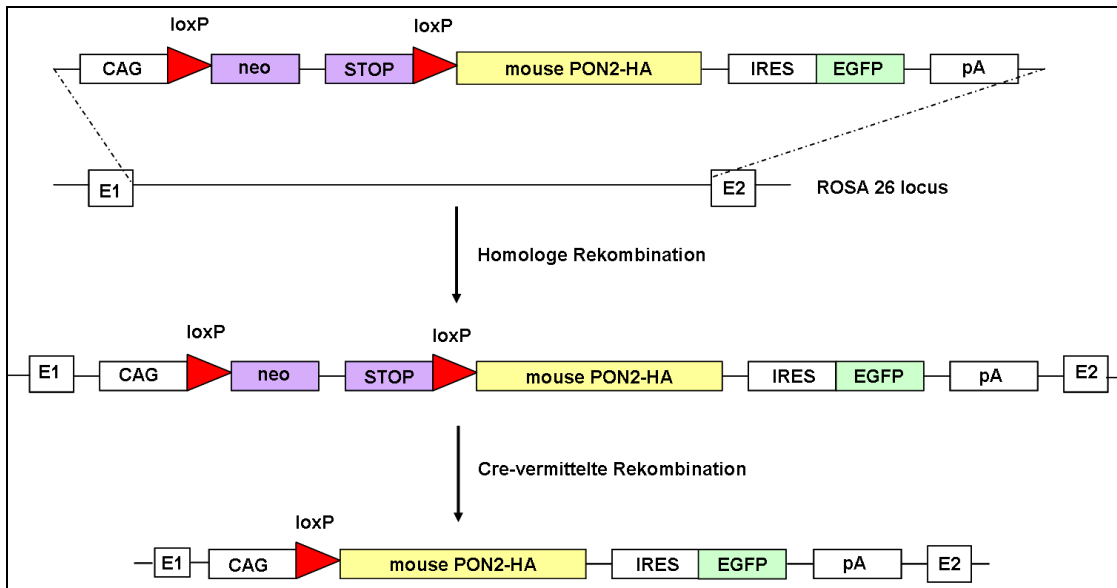 loxP loxP
CAG neo STOP mouse PON2-HA IRES EGFP pA
E1 E2 ROSA 26 locus
Homologe Rekombination
loxP loxP
E1 CAG neo STOP mouse PON2-HA IRES EGFP pA E2
Cre-vermittelte Rekombination
loxP
E1 CAG mouse PON2-HA IRES EGFP pA E2